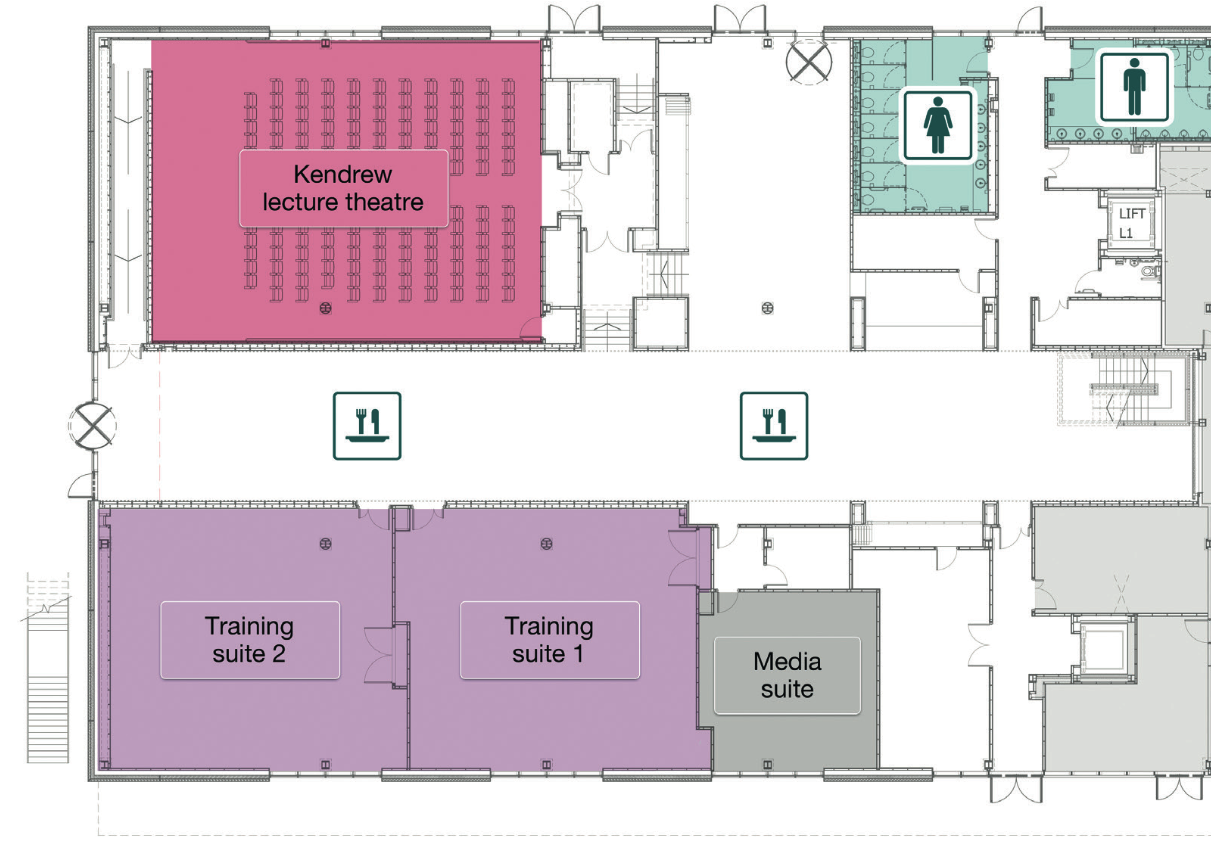 Kendrew
lecture theatre
LIFT
L1
Training
suite 2
Training
suite 1
Media
suite